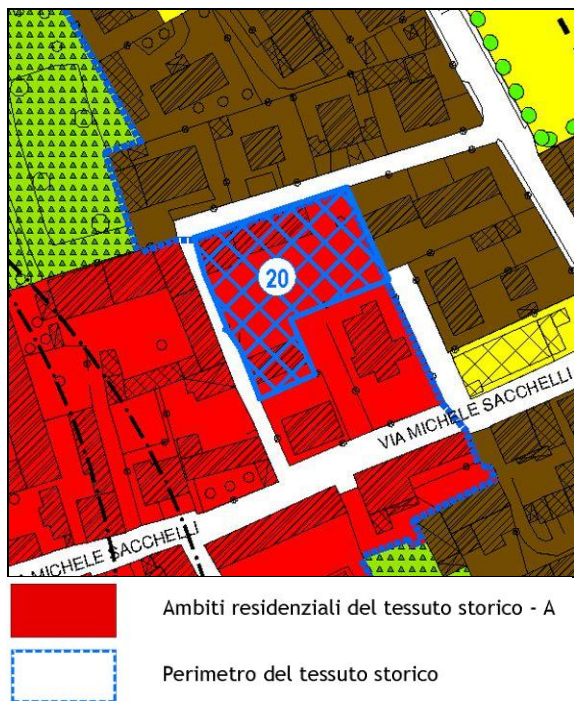 20
VIA MICHELE SACCHELLI
MICHELE SACCHELLI
Ambiti residenziali del tessuto storico - A
Perimetro del tessuto storico